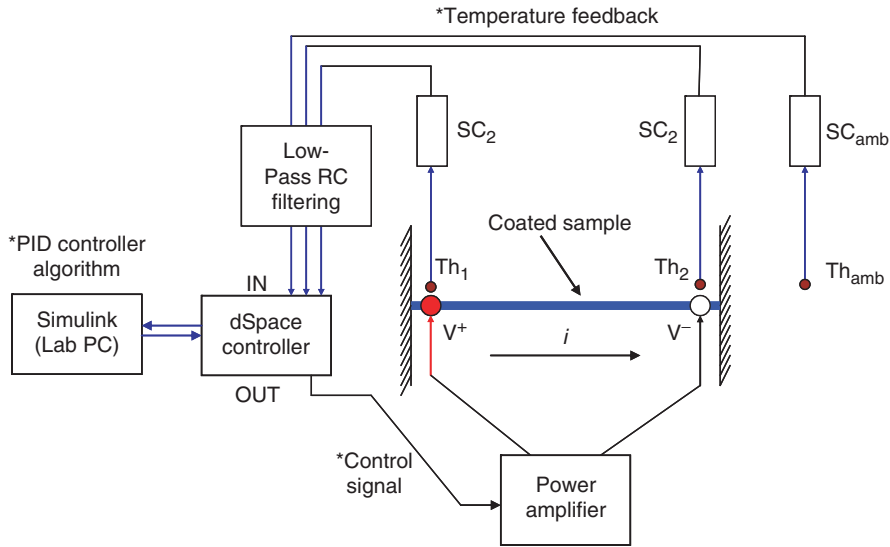 *Temperature feedback
SC2
SC2
SCamb
Low-
Pass RC
filtering
Coated sample
*PID controller
algorithm
Th1
Th2
Thamb
IN
Simulink
(Lab PC)
dSpace
controller
V+
i
V−
OUT
*Control
signal
Power
amplifier